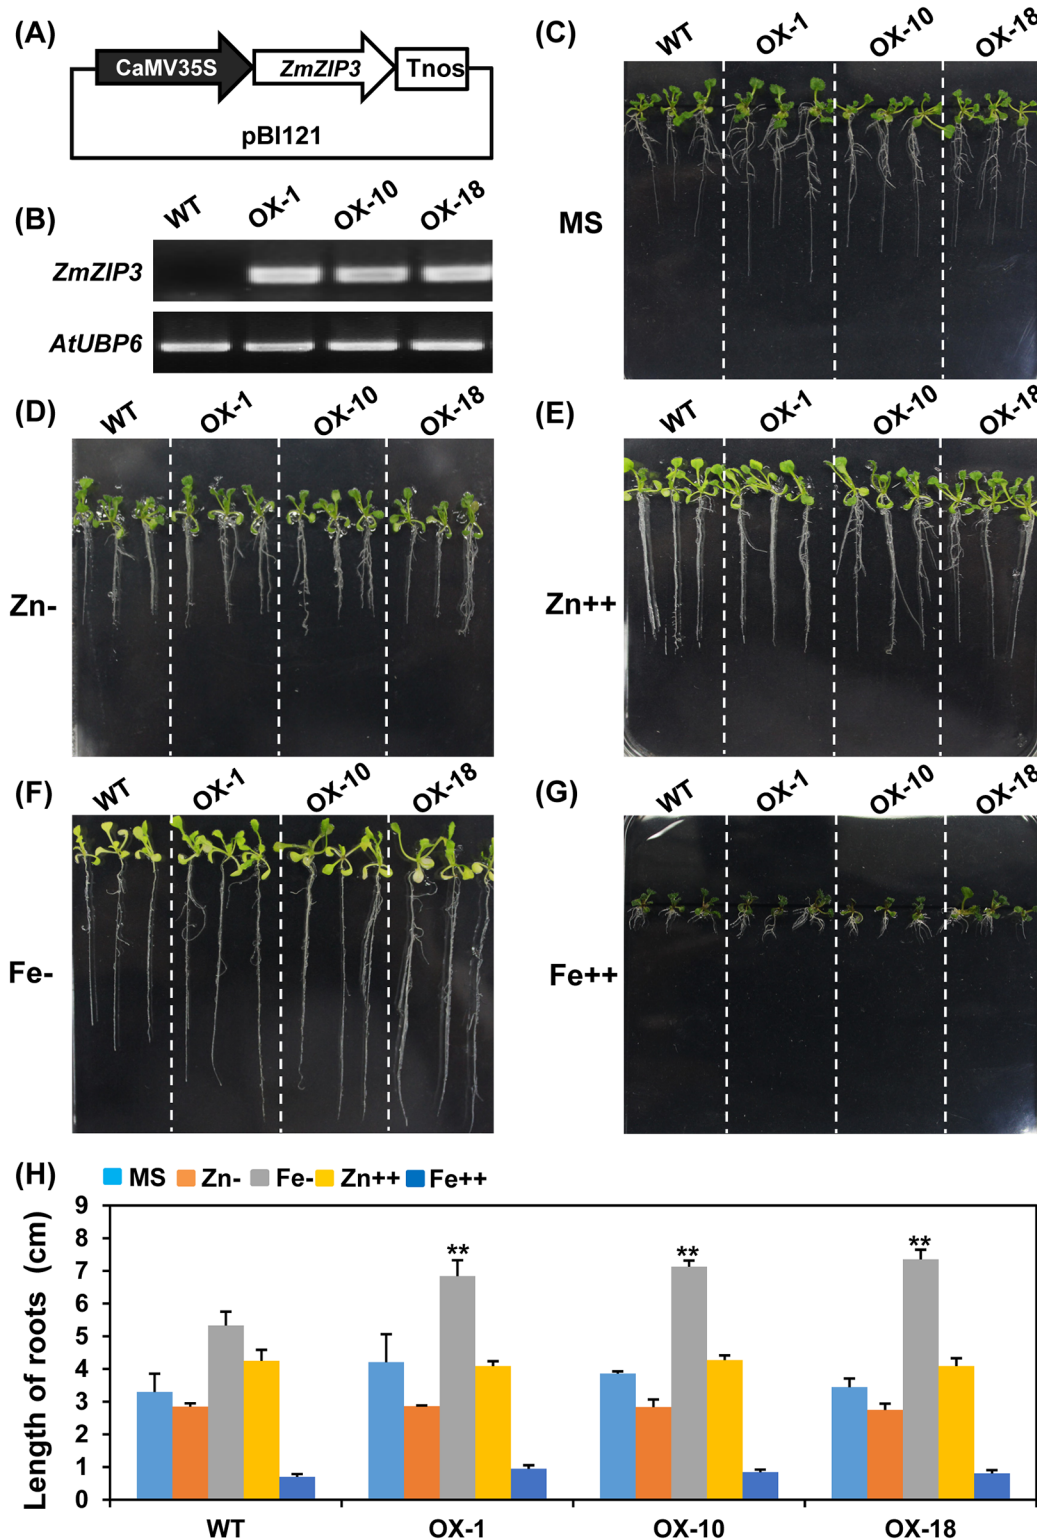 (A)
CaMV35S ZmZIP3 Tnos
pBI121
(B)
WT OX-1 OX-10 OX-18
ZmZIP3
AtUBP6
(C)
WT OX-1 OX-10 OX-18
MS
(D)
WT OX-1 OX-10 OX-18
Zn-
(E)
WT OX-1 OX-10 OX-18
Zn++
(F)
WT OX-1 OX-10 OX-18
Fe-
(G)
WT OX-1 OX-10 OX-18
Fe++
(H)
MS Zn- Fe- Zn++ Fe++
Length of roots (cm)
9
8
7
6
5
4
3
2
1
0
** ** **
WT OX-1 OX-10 OX-18